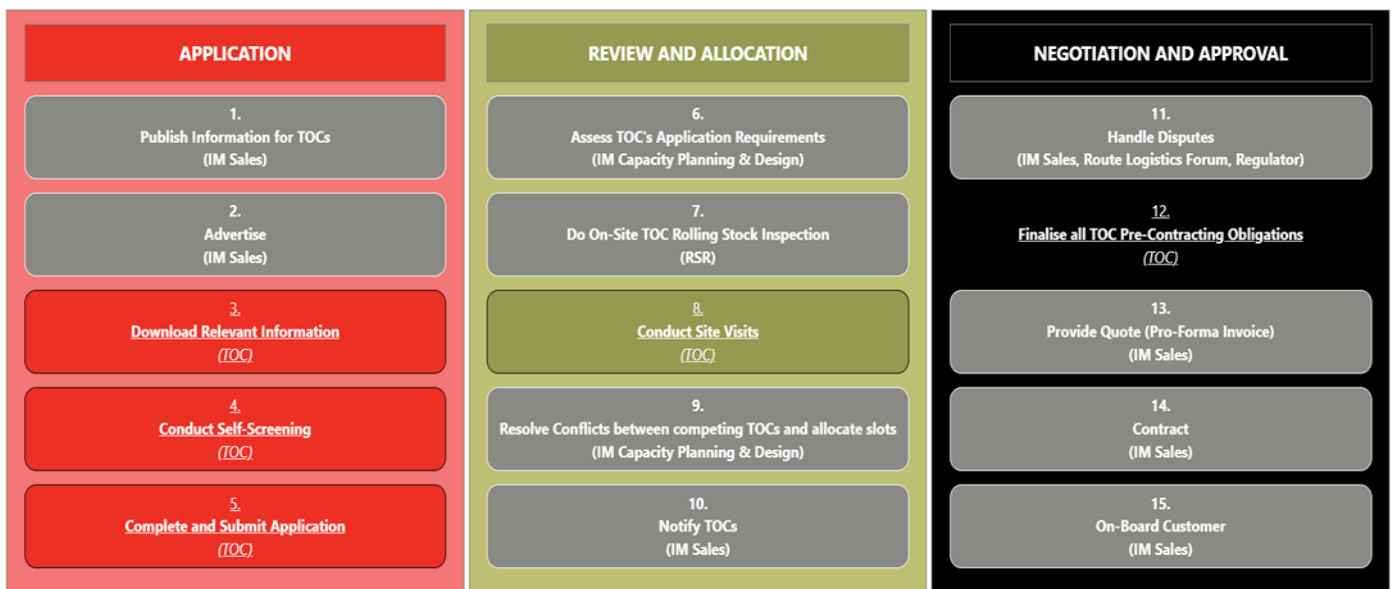 APPLICATION
1.
Publish Information for TOCs
(IM Sales)
2.
Advertise
(IM Sales)
3.
Download Relevant Information
(TOC)
4.
Conduct Self-Screening
(TOC)
5.
Complete and Submit Application
(TOC)
REVIEW AND ALLOCATION
6.
Assess TOC's Application Requirements
(IM Capacity Planning & Design)
7.
Do On-Site TOC Rolling Stock Inspection
(RSR)
8.
Conduct Site Visits
(TOC)
9.
Resolve Conflicts between competing TOCs and allocate slots
(IM Capacity Planning & Design)
10.
Notify TOCs
(IM Sales)
NEGOTIATION AND APPROVAL
11.
Handle Disputes
(IM Sales, Route Logistics Forum, Regulator)
12.
Finalise all TOC Pre-Contracting Obligations
(TOC)
13.
Provide Quote (Pro-Forma Invoice)
(IM Sales)
14.
Contract
(IM Sales)
15.
On-Board Customer
(IM Sales)